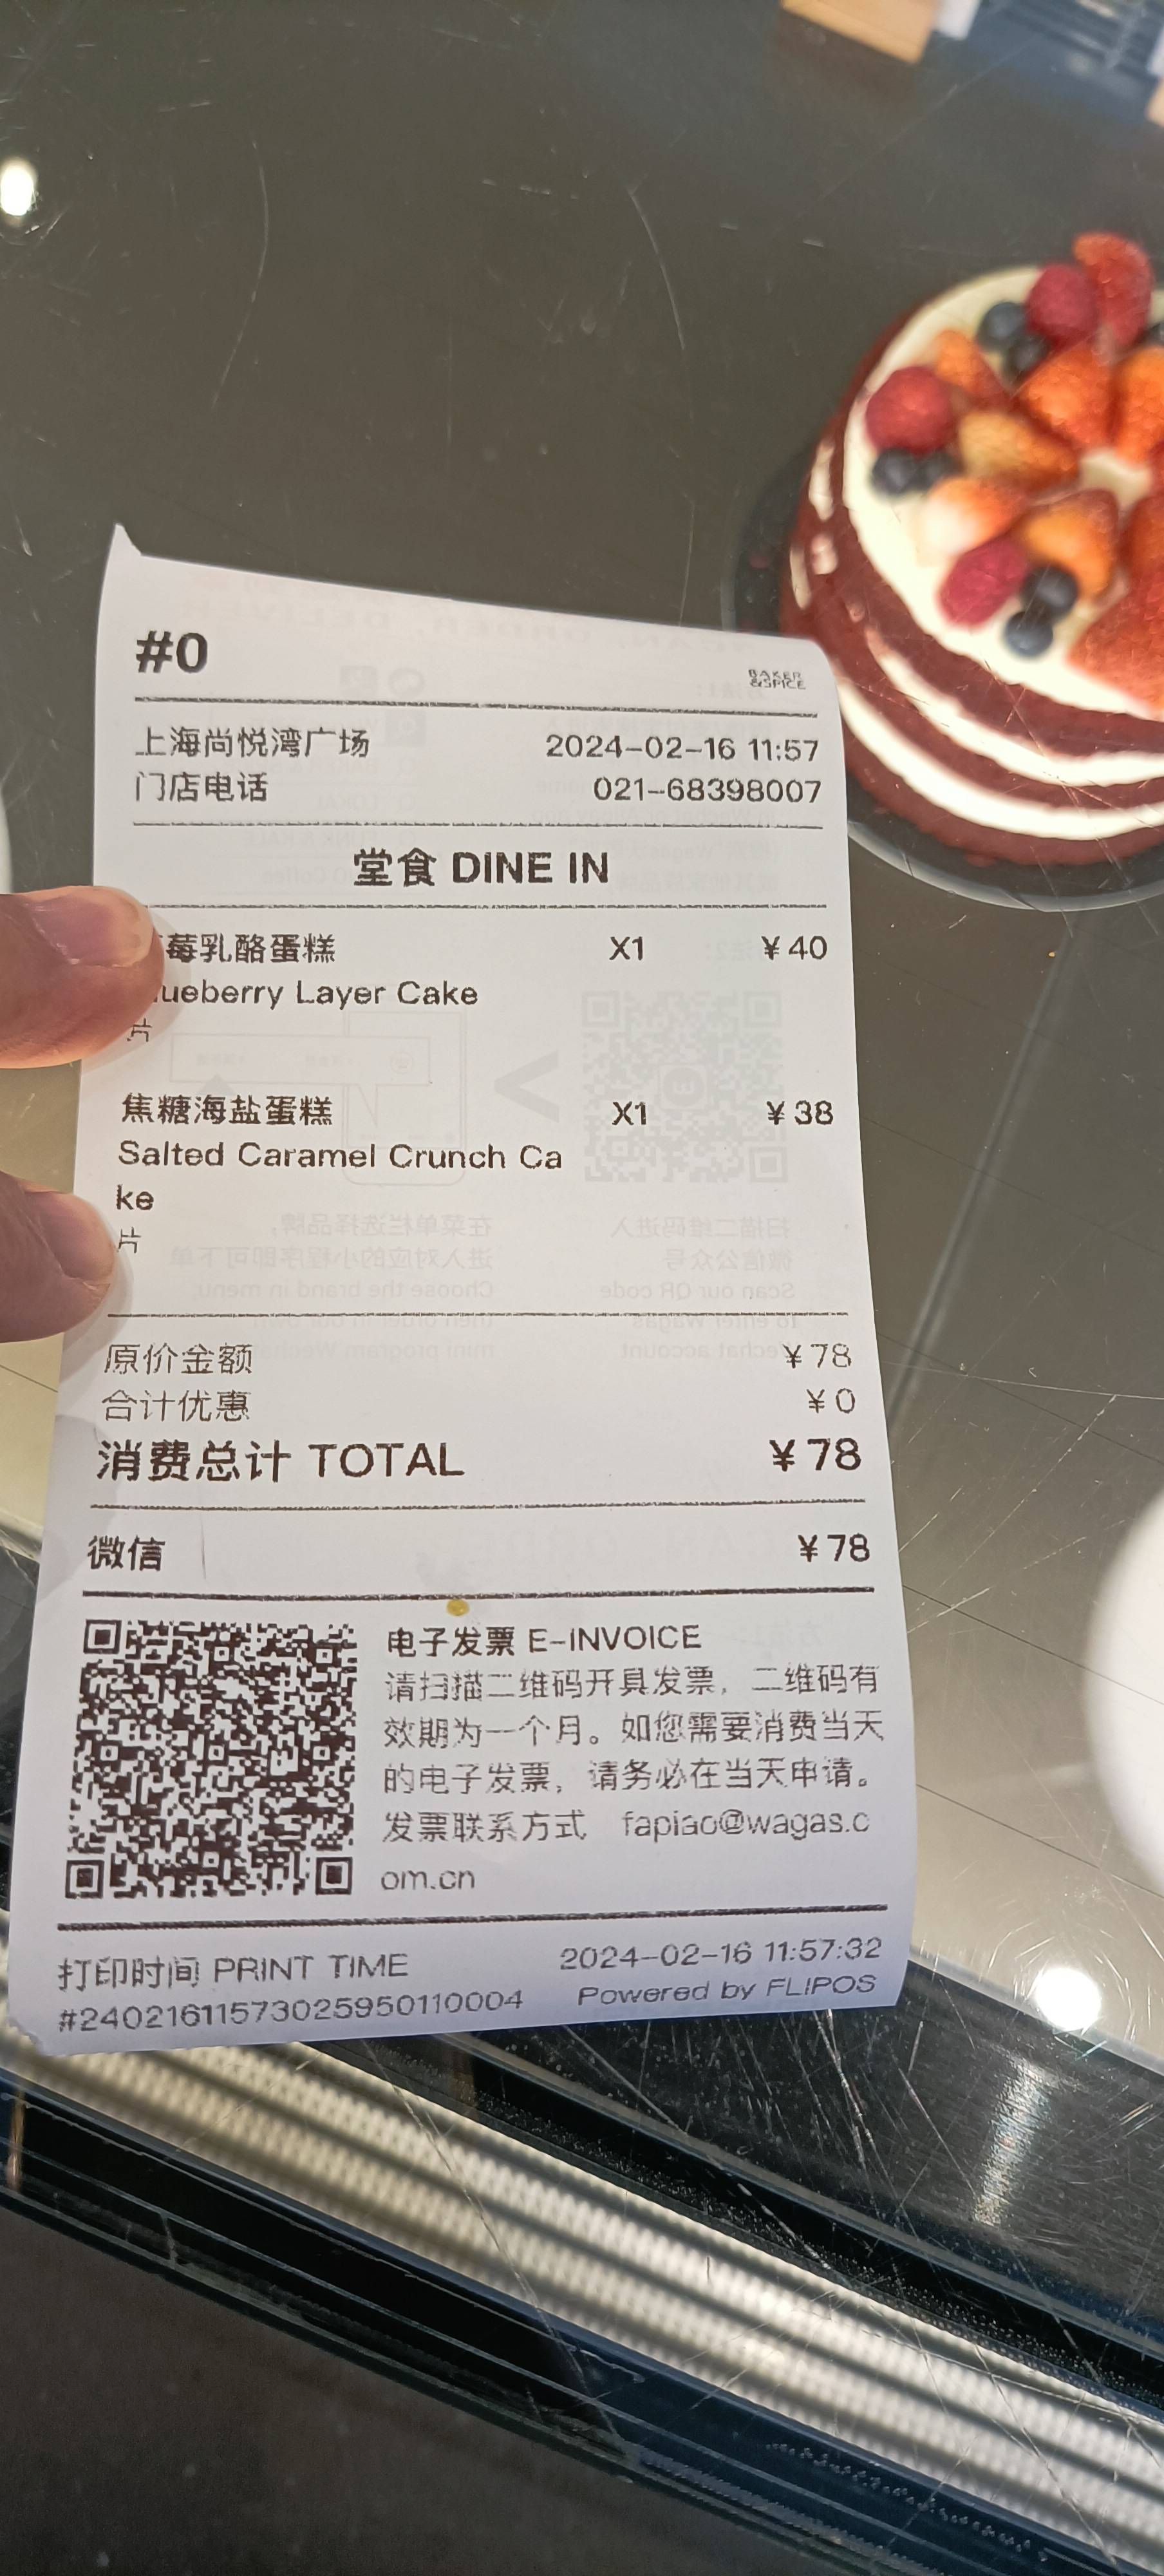 #0
BAKER
&SPICE
上海尚悦湾广场 2024-02-16 11:57
门店电话 021-68398007
堂食 DINE IN
莓乳酪蛋糕 X1 ¥40
ueberry Layer Cake
片
焦糖海盐蛋糕 X1 ¥38
Salted Caramel Crunch Ca
ke
片
原价金额 ¥78
合计优惠 ¥0
消费总计 TOTAL ¥78
微信 ¥78
电子发票 E-INVOICE
请扫描二维码开具发票，二维码有
效期为一个月。如您需要消费当天
的电子发票，请务必在当天申请。
发票联系方式 fapiao@wagas.c
om.cn
打印时间 PRINT TIME 2024-02-16 11:57:32
#24021611573025950110004 Powered by FLIPOS